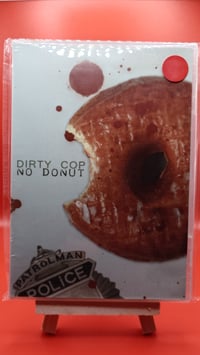 DIRTY COP
NO DONUT
PATROLMAN
POLICE